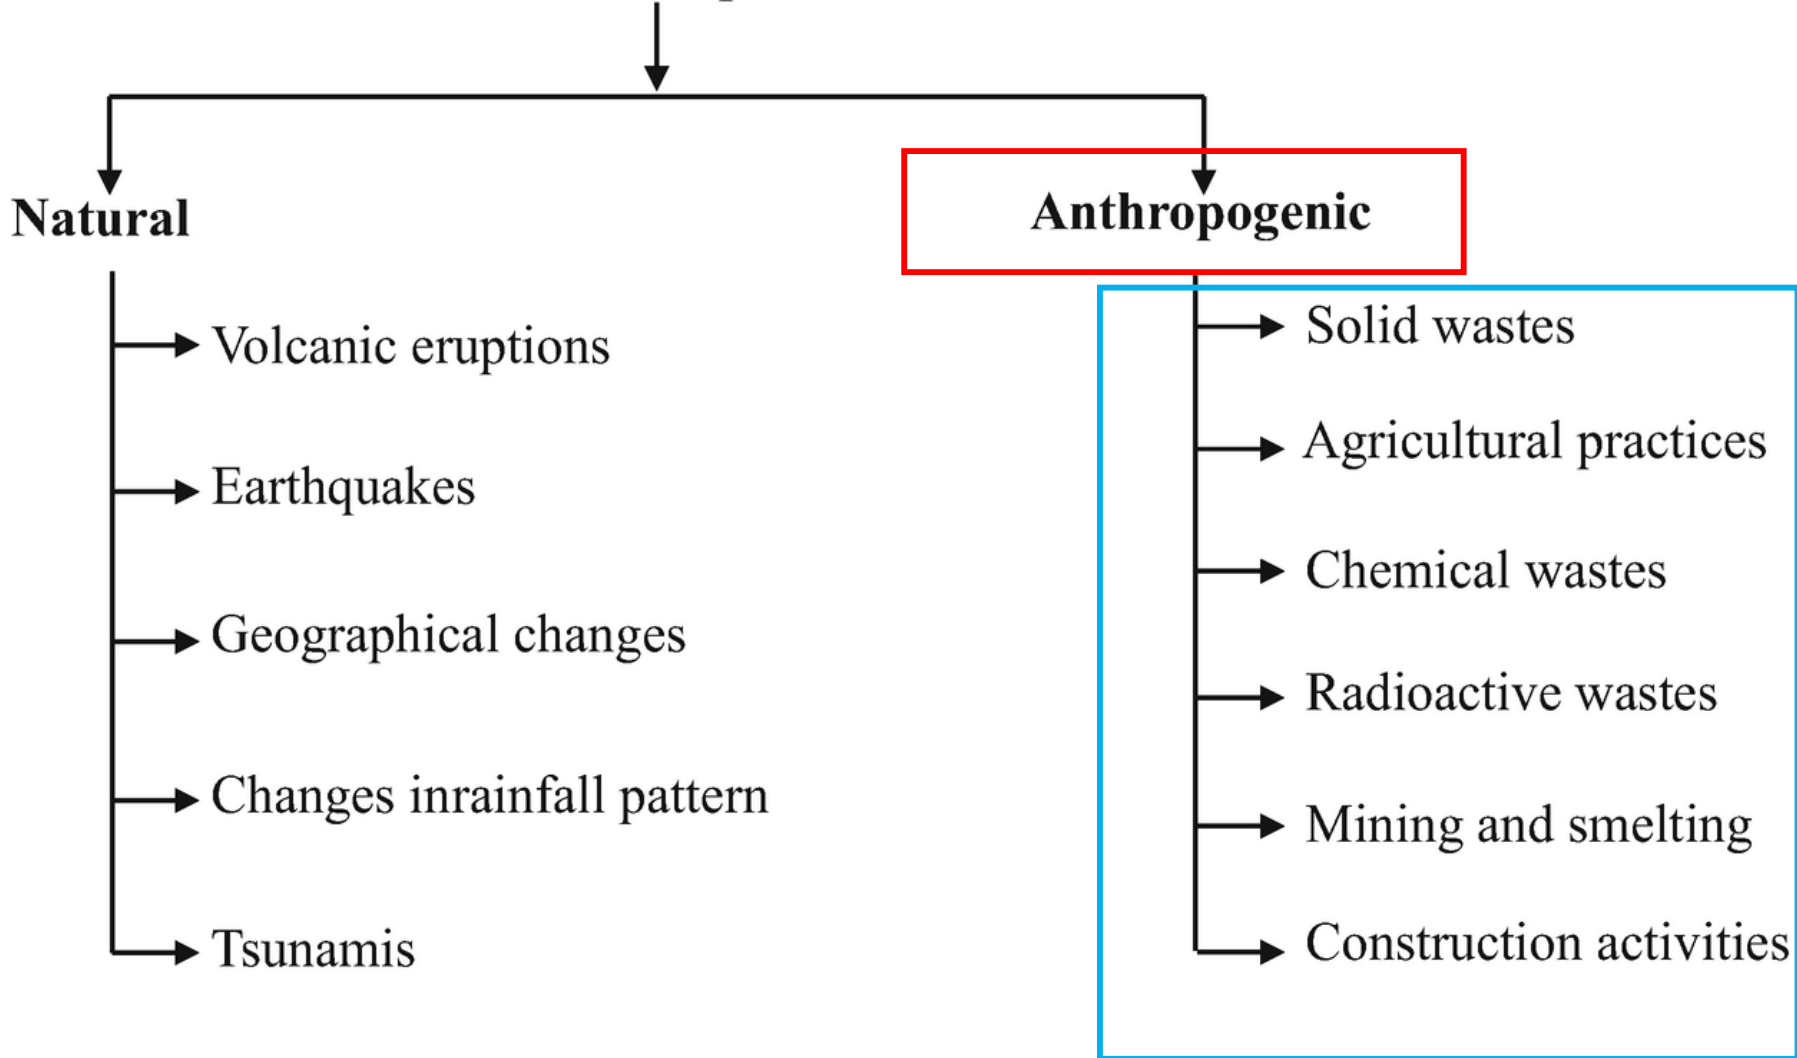 Natural
Anthropogenic
Volcanic eruptions
Earthquakes
Geographical changes
Changes inrainfall pattern
Tsunamis
Solid wastes
Agricultural practices
Chemical wastes
Radioactive wastes
Mining and smelting
Construction activities